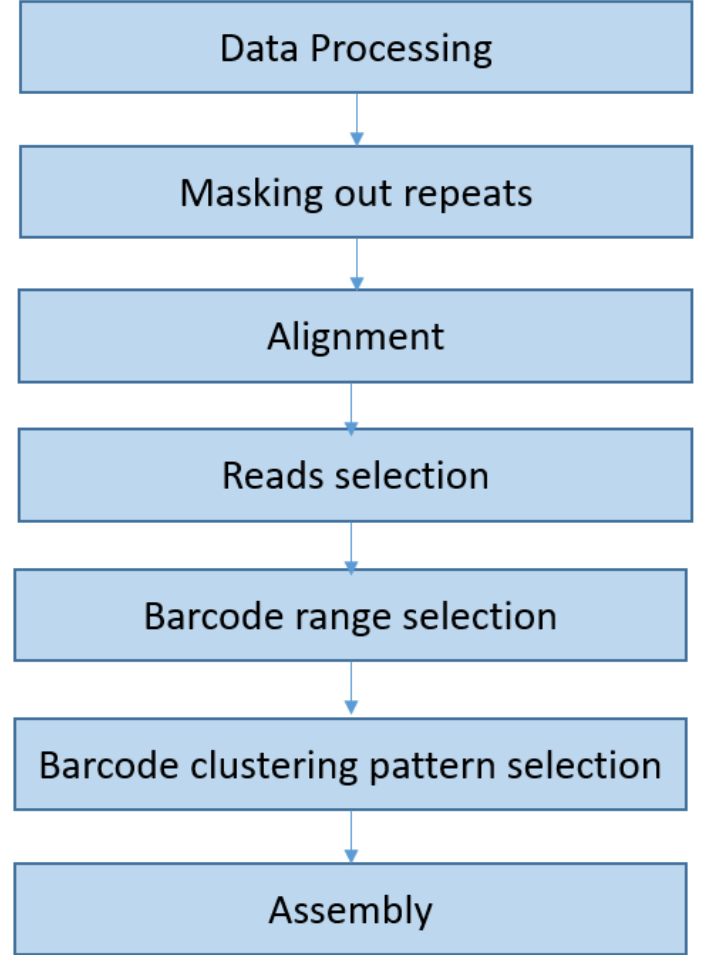 Data Processing
Masking out repeats
Alignment
Reads selection
Barcode range selection
Barcode clustering pattern selection
Assembly